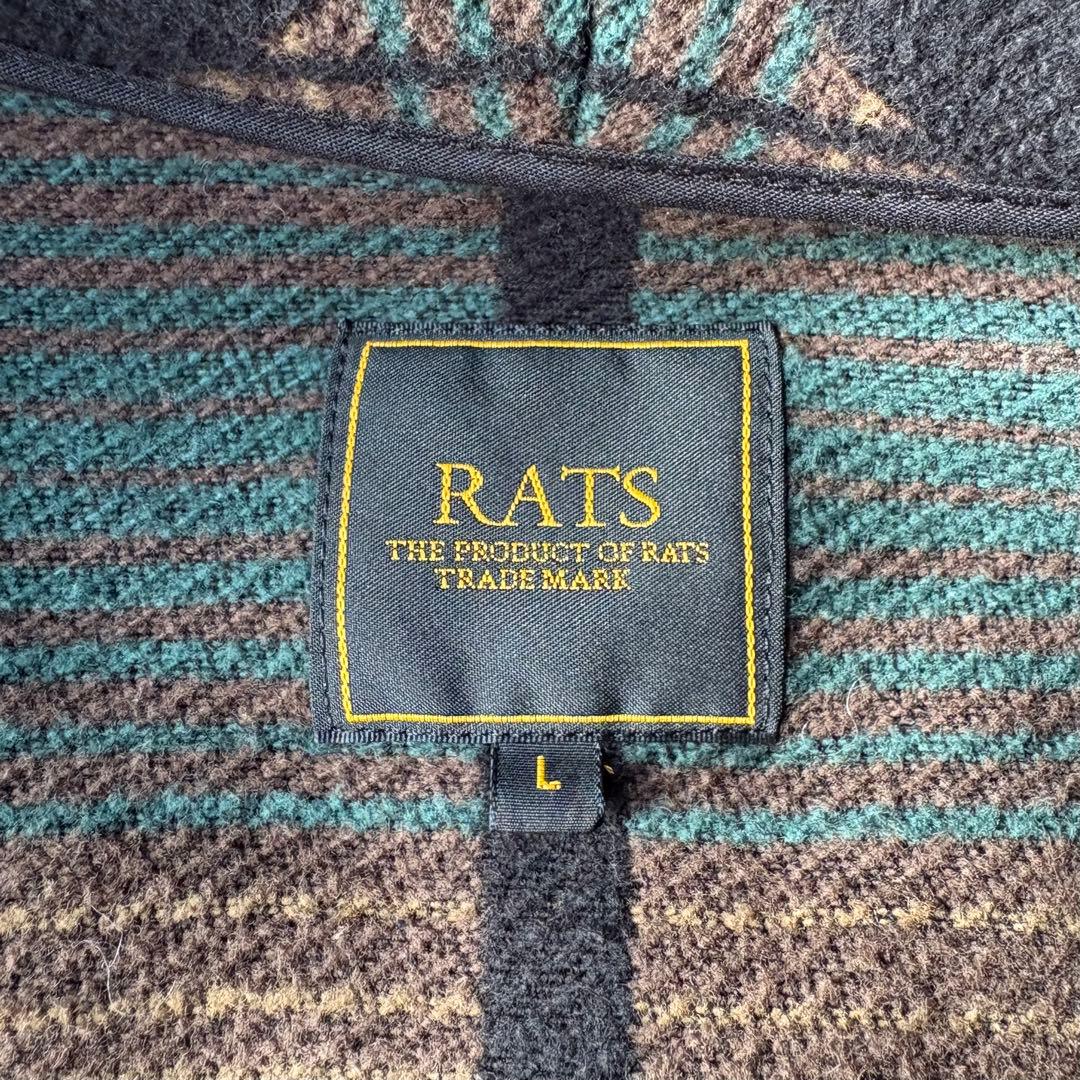 RATS
THE PRODUCT OF RATS
TRADE MARK
L